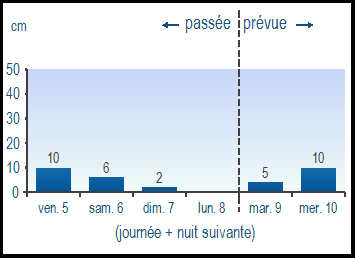 ← passée prévue →
cm
50
40
30
20
10
0
10 6 2 5 10
ven. 5 sam. 6 dim. 7 lun. 8 mar. 9 mer. 10
(journée + nuit suivante)